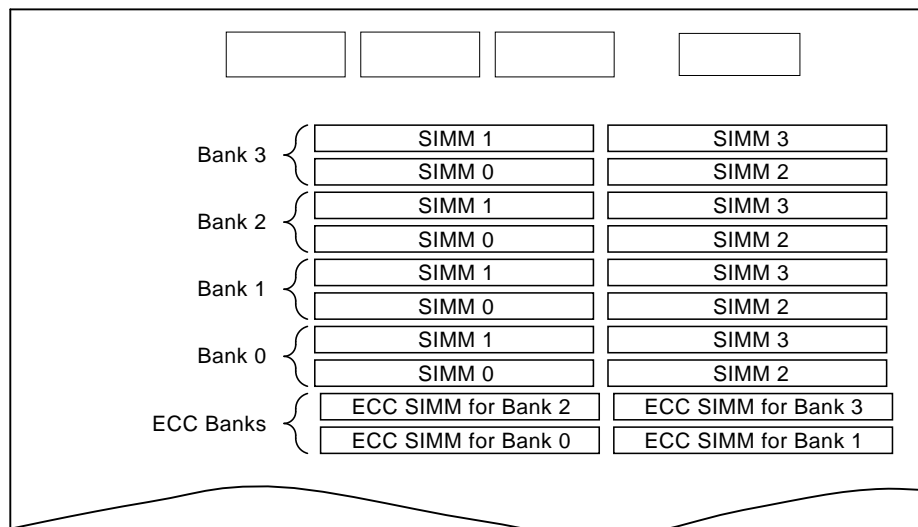 Bank 3
SIMM 1 SIMM 3
SIMM 0 SIMM 2
Bank 2
SIMM 1 SIMM 3
SIMM 0 SIMM 2
Bank 1
SIMM 1 SIMM 3
SIMM 0 SIMM 2
Bank 0
SIMM 1 SIMM 3
SIMM 0 SIMM 2
ECC Banks
ECC SIMM for Bank 2 ECC SIMM for Bank 3
ECC SIMM for Bank 0 ECC SIMM for Bank 1